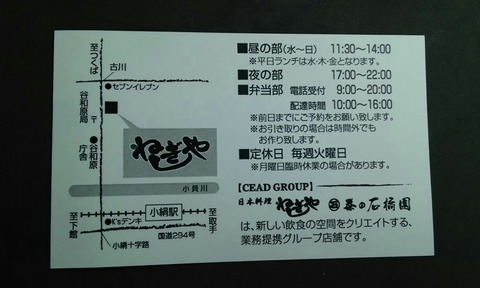 至つくば
古川
●セブンイレブン
谷和原局
〒
●谷和原庁舎
ねぎや
小貝川
小絹駅
●K'sデンキ
国道294号
至下館
至取手
小絹十字路
■昼の部(水〜日) 11:30〜14:00
※平日ランチは水・木・金となります。
■夜の部 17:00〜22:00
■弁当部 電話受付 9:00〜20:00
配達時間 10:00〜16:00
※前日までにご予約をお願い致します。
※お引き取りの場合は時間外でも
お作り致します。
■定休日 毎週火曜日
※月曜日臨時休業の場合があります。
【CEAD GROUP】
日本料理 ねぎや 茶の石橋園
は、新しい飲食の空間をクリエイトする、
業務提携グループ店舗です。